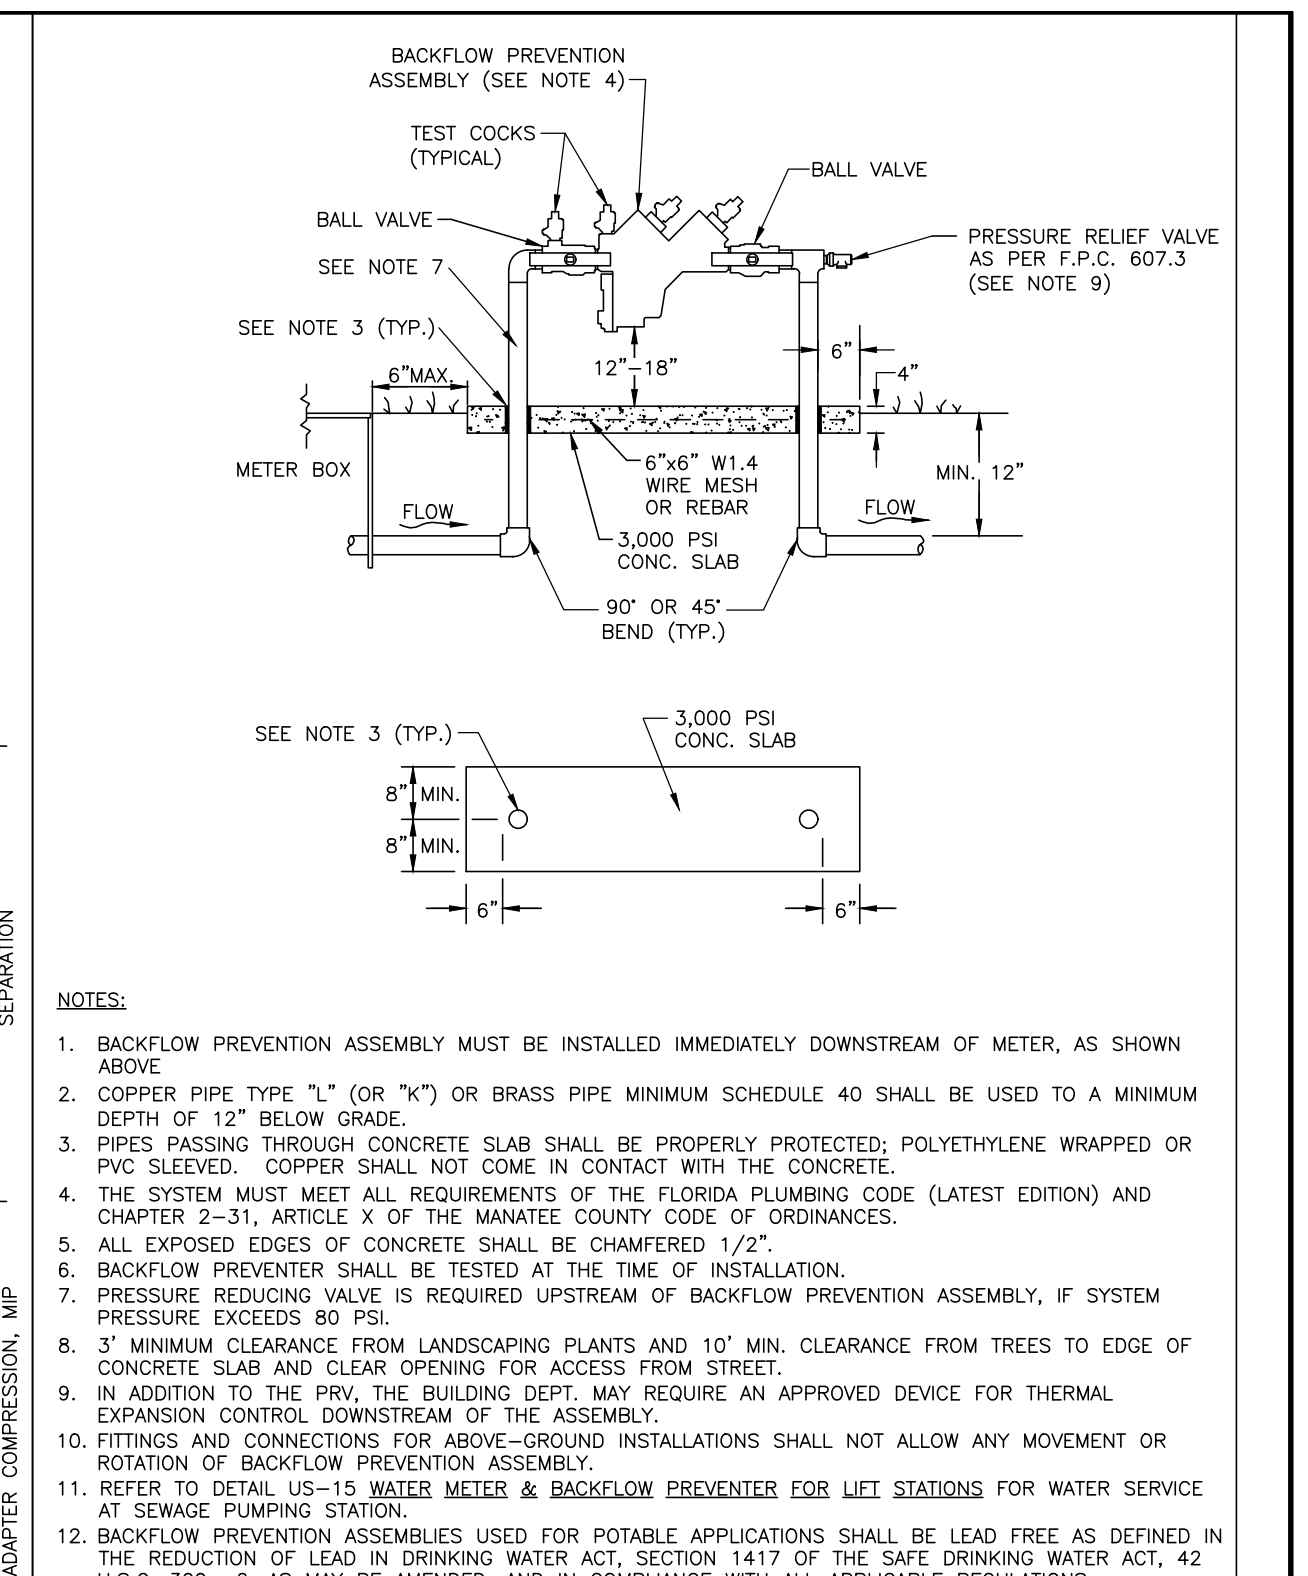 BACKFLOW PREVENTION
ASSEMBLY (SEE NOTE 4)
TEST COCKS
(TYPICAL)
BALL VALVE
BALL VALVE
SEE NOTE 7
PRESSURE RELIEF VALVE
AS PER F.P.C. 607.3
(SEE NOTE 9)
SEE NOTE 3 (TYP.)
12"-18"
6"
6"MAX.
4"
METER BOX
6"x6" W1.4
WIRE MESH
OR REBAR
MIN. 12"
FLOW
FLOW
3,000 PSI
CONC. SLAB
90° OR 45°
BEND (TYP.)
SEE NOTE 3 (TYP.)
3,000 PSI
CONC. SLAB
8" MIN.
8" MIN.
6"
6"
SEPARATION
ADAPTER COMPRESSION, MIP
NOTES:
1. BACKFLOW PREVENTION ASSEMBLY MUST BE INSTALLED IMMEDIATELY DOWNSTREAM OF METER, AS SHOWN
ABOVE
2. COPPER PIPE TYPE "L" (OR "K") OR BRASS PIPE MINIMUM SCHEDULE 40 SHALL BE USED TO A MINIMUM
DEPTH OF 12" BELOW GRADE.
3. PIPES PASSING THROUGH CONCRETE SLAB SHALL BE PROPERLY PROTECTED; POLYETHYLENE WRAPPED OR
PVC SLEEVED. COPPER SHALL NOT COME IN CONTACT WITH THE CONCRETE.
4. THE SYSTEM MUST MEET ALL REQUIREMENTS OF THE FLORIDA PLUMBING CODE (LATEST EDITION) AND
CHAPTER 2-31, ARTICLE X OF THE MANATEE COUNTY CODE OF ORDINANCES.
5. ALL EXPOSED EDGES OF CONCRETE SHALL BE CHAMFERED 1/2".
6. BACKFLOW PREVENTER SHALL BE TESTED AT THE TIME OF INSTALLATION.
7. PRESSURE REDUCING VALVE IS REQUIRED UPSTREAM OF BACKFLOW PREVENTION ASSEMBLY, IF SYSTEM
PRESSURE EXCEEDS 80 PSI.
8. 3' MINIMUM CLEARANCE FROM LANDSCAPING PLANTS AND 10' MIN. CLEARANCE FROM TREES TO EDGE OF
CONCRETE SLAB AND CLEAR OPENING FOR ACCESS FROM STREET.
9. IN ADDITION TO THE PRV, THE BUILDING DEPT. MAY REQUIRE AN APPROVED DEVICE FOR THERMAL
EXPANSION CONTROL DOWNSTREAM OF THE ASSEMBLY.
10. FITTINGS AND CONNECTIONS FOR ABOVE-GROUND INSTALLATIONS SHALL NOT ALLOW ANY MOVEMENT OR
ROTATION OF BACKFLOW PREVENTION ASSEMBLY.
11. REFER TO DETAIL US-15 WATER METER & BACKFLOW PREVENTER FOR LIFT STATIONS FOR WATER SERVICE
AT SEWAGE PUMPING STATION.
12. BACKFLOW PREVENTION ASSEMBLIES USED FOR POTABLE APPLICATIONS SHALL BE LEAD FREE AS DEFINED IN
THE REDUCTION OF LEAD IN DRINKING WATER ACT, SECTION 1417 OF THE SAFE DRINKING WATER ACT, 42
AS MAY BE AMENDED, AND IN COMPLIANCE WITH ALL APPLICABLE REGULATIONS